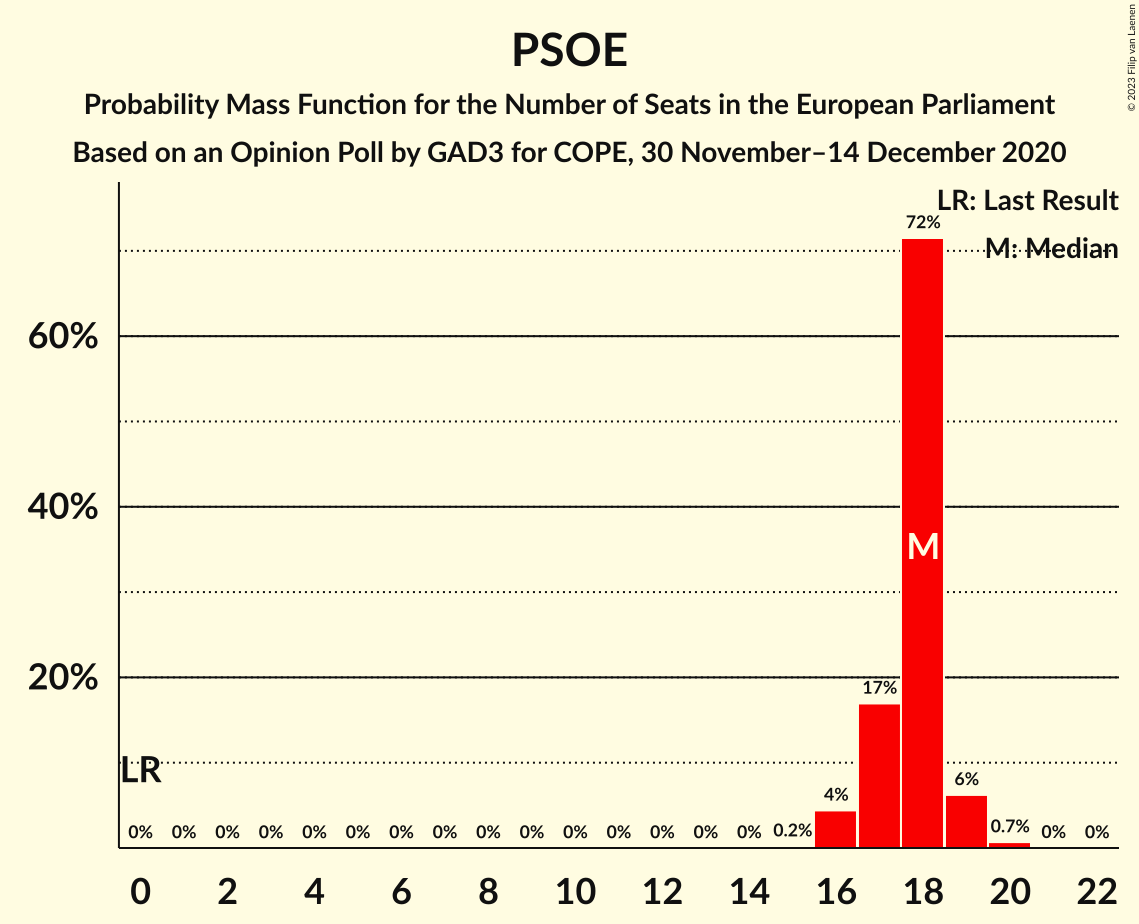 PSOE
Probability Mass Function for the Number of Seats in the European Parliament
Based on an Opinion Poll by GAD3 for COPE, 30 November–14 December 2020
© 2023 Filip van Laenen
LR: Last Result
M: Median
72%
60%
40%
M
20%
17%
LR
4%
6%
0% 0% 0% 0% 0% 0% 0% 0% 0% 0% 0% 0% 0% 0% 0% 0.2% 0.7% 0% 0%
0 2 4 6 8 10 12 14 16 18 20 22